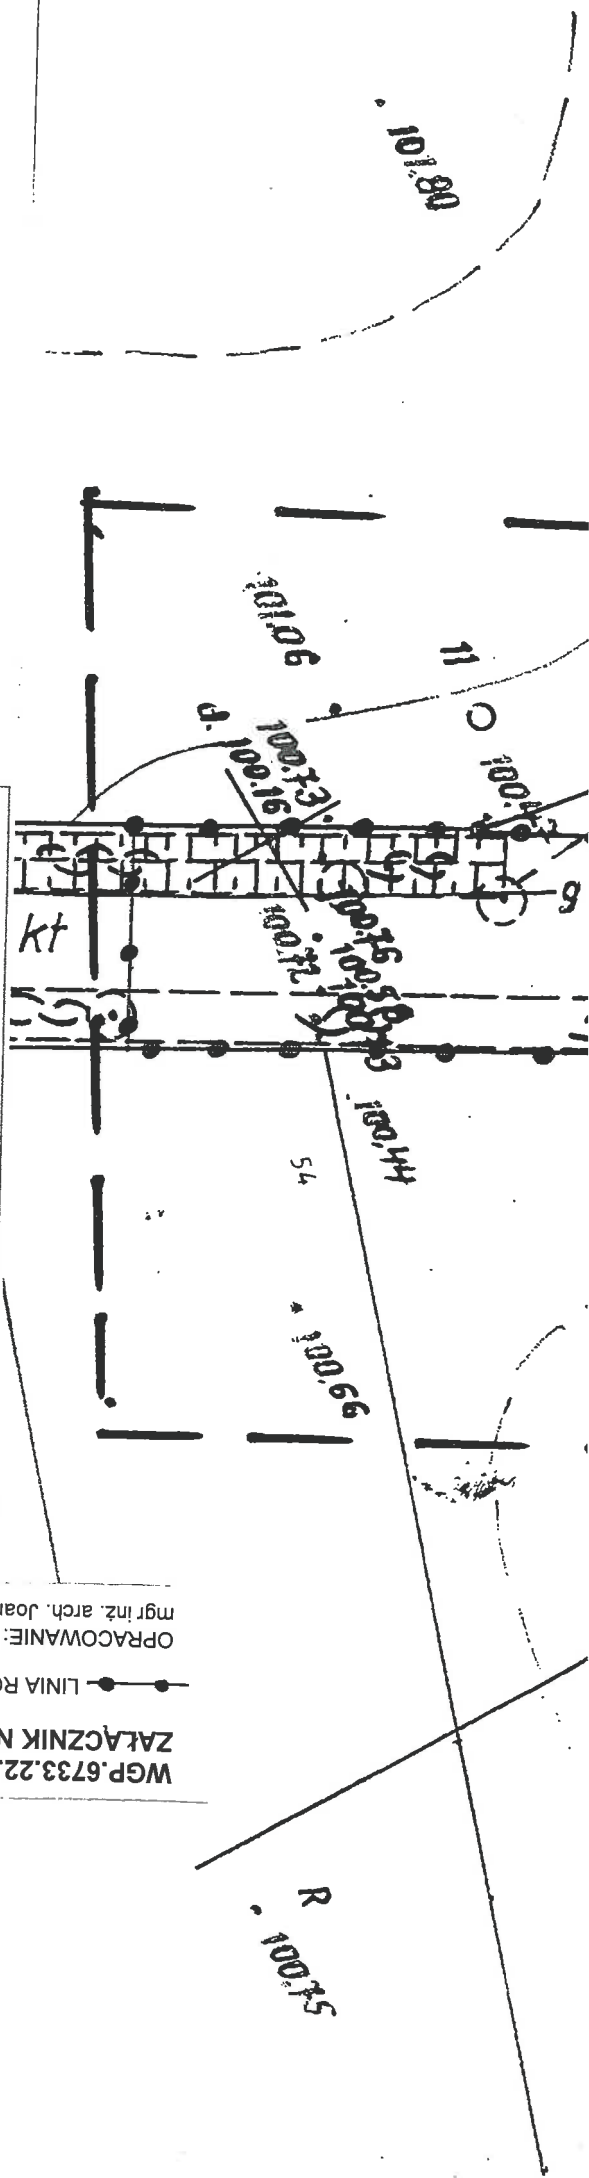 101.80
101.06
11
d.
100.73
100.16
g
kt
100.76
100.72
100,44
54
100,66
WGP.6733.22.
ZAŁĄCZNIK N
LINIA RO
OPRACOWANIE:
mgr inż. arch. Joan
R
100.75